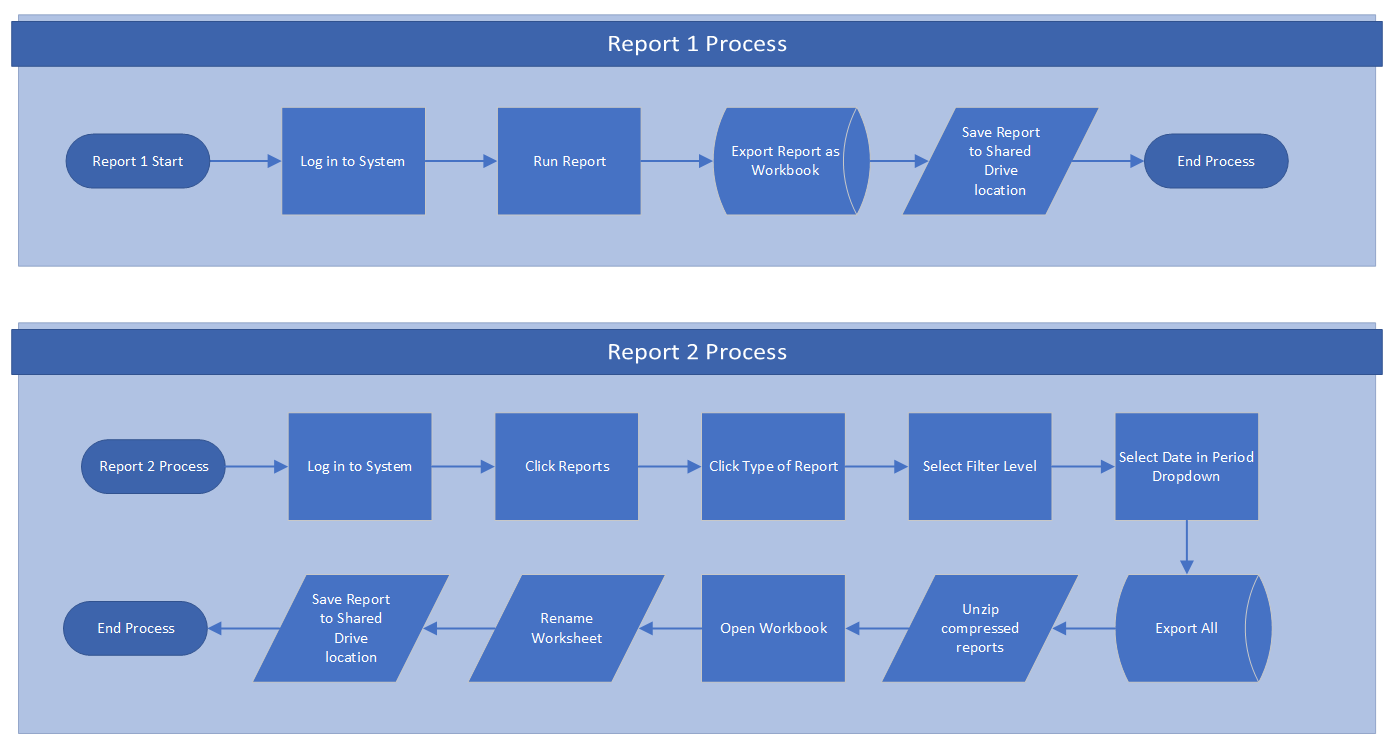 Report 1 Process
Report 1 Start
Log in to System
Run Report
Export Report as
Workbook
Save Report
to Shared
Drive
location
End Process
Report 2 Process
Report 2 Process
Log in to System
Click Reports
Click Type of Report
Select Filter Level
Select Date in Period
Dropdown
Export All
Unzip
compressed
reports
Open Workbook
Rename
Worksheet
Save Report
to Shared
Drive
location
End Process